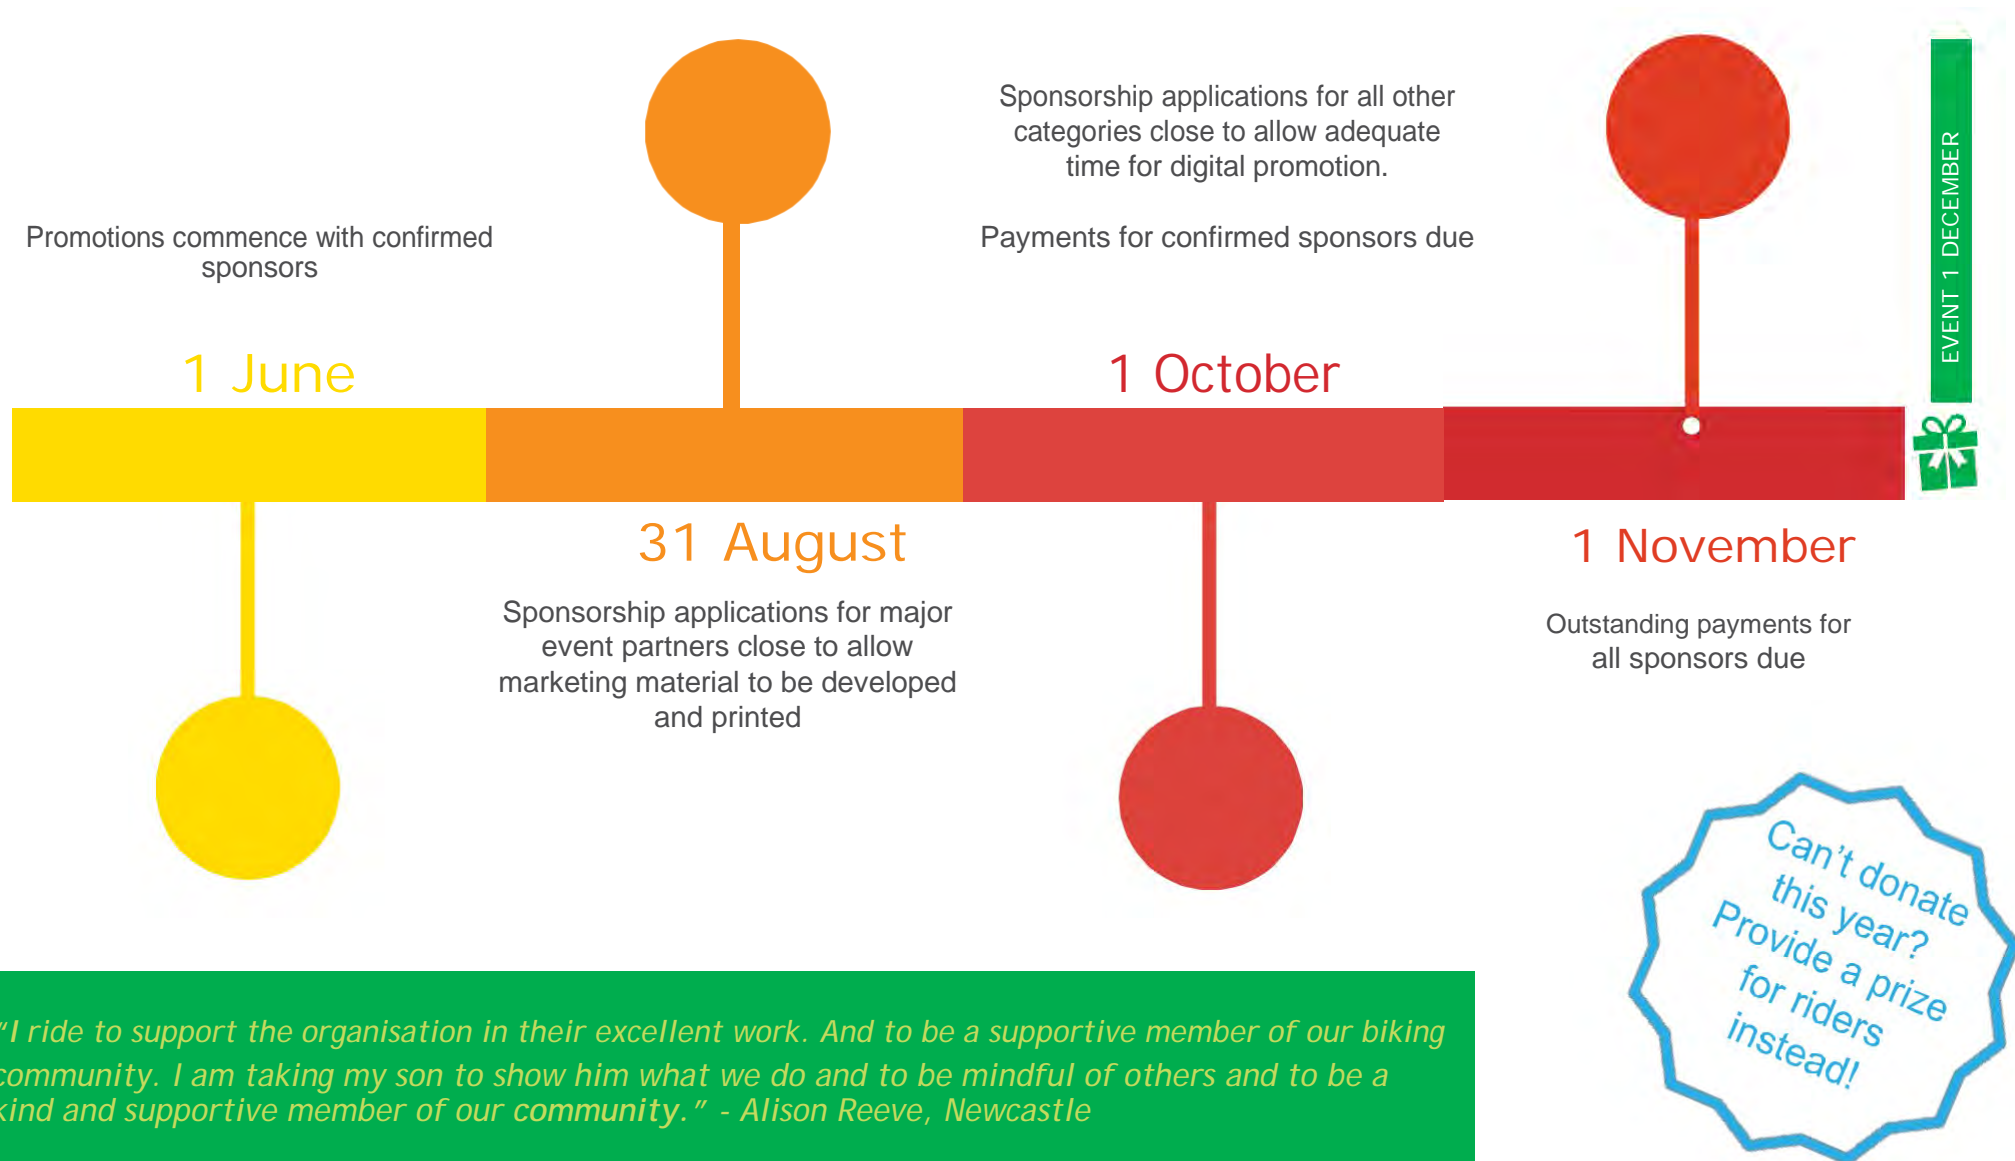 Promotions commence with confirmed
sponsors
1 June
31 August
Sponsorship applications for major
event partners close to allow
marketing material to be developed
and printed
Sponsorship applications for all other
categories close to allow adequate
time for digital promotion.
Payments for confirmed sponsors due
1 October
1 November
Outstanding payments for
all sponsors due
EVENT 1 DECEMBER
Can't donate
this year?
Provide a prize
for riders
instead!
“I ride to support the organisation in their excellent work. And to be a supportive member of our biking
community. I am taking my son to show him what we do and to be mindful of others and to be a
kind and supportive member of our community.” - Alison Reeve, Newcastle